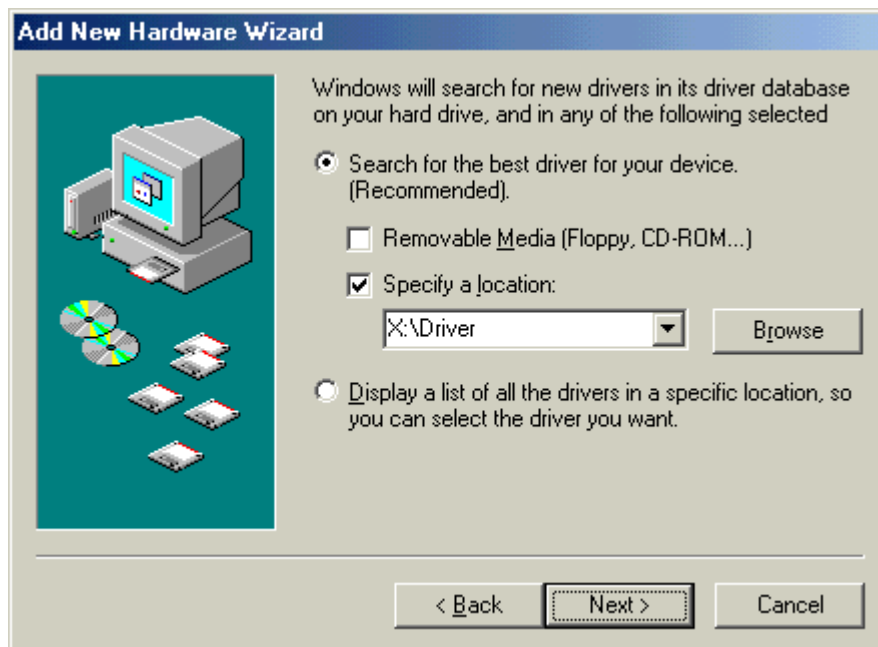 Add New Hardware Wizard
Windows will search for new drivers in its driver database
on your hard drive, and in any of the following selected
Search for the best driver for your device.
(Recommended).
Removable Media (Floppy, CD-ROM...)
Specify a location:
X:\Driver
Browse
Display a list of all the drivers in a specific location, so
you can select the driver you want.
< Back
Next >
Cancel